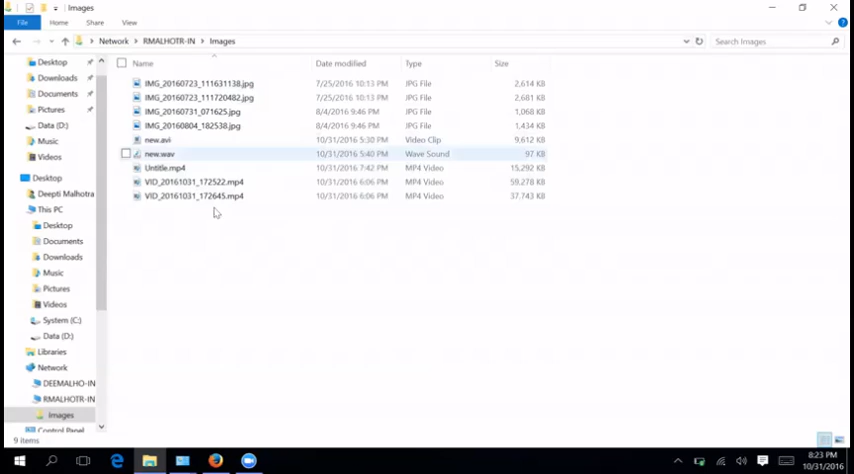 Images
File Home Share View
Network RMALHOTR-IN Images Search Images
Name Date modified Type Size
IMG_20160723_111631138.jpg 7/25/2016 10:13 PM JPG File 2,614 KB
IMG_20160723_111720482.jpg 7/25/2016 10:13 PM JPG File 2,681 KB
IMG_20160731_071625.jpg 8/4/2016 9:46 PM JPG File 1,068 KB
IMG_20160804_182538.jpg 8/4/2016 9:46 PM JPG File 1,434 KB
new.avi 10/31/2016 5:30 PM Video Clip 9,612 KB
new.wav 10/31/2016 5:40 PM Wave Sound 97 KB
Untitle.mp4 10/31/2016 7:42 PM MP4 Video 15,292 KB
VID_20161031_172522.mp4 10/31/2016 6:06 PM MP4 Video 59,278 KB
VID_20161031_172645.mp4 10/31/2016 6:06 PM MP4 Video 37,743 KB
Desktop
Downloads
Documents
Pictures
Data (D:)
Music
Videos
Desktop
Deepti Malhotra
This PC
Desktop
Documents
Downloads
Music
Pictures
Videos
System (C:)
Data (D:)
Libraries
Network
DEEMALHO-IN
RMALHOTR-IN
Images
Control Panel
9 items
8:23 PM
10/31/2016